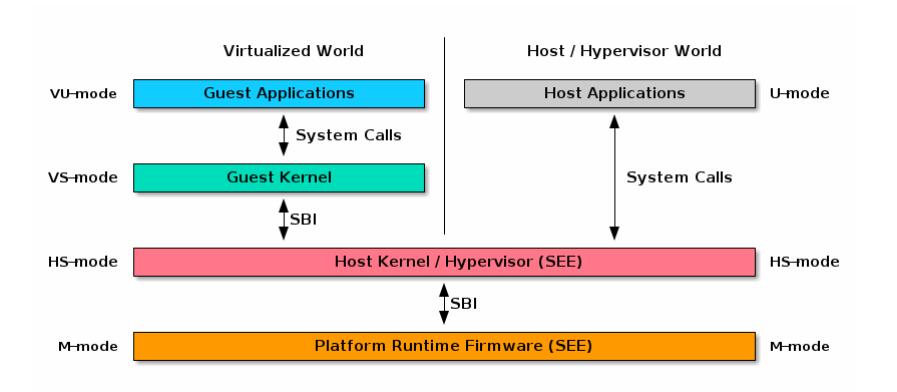 Virtualized World Host / Hypervisor World
VU-mode Guest Applications Host Applications U-mode
System Calls
VS-mode Guest Kernel System Calls
SBI
HS-mode Host Kernel / Hypervisor (SEE) HS-mode
SBI
M-mode Platform Runtime Firmware (SEE) M-mode